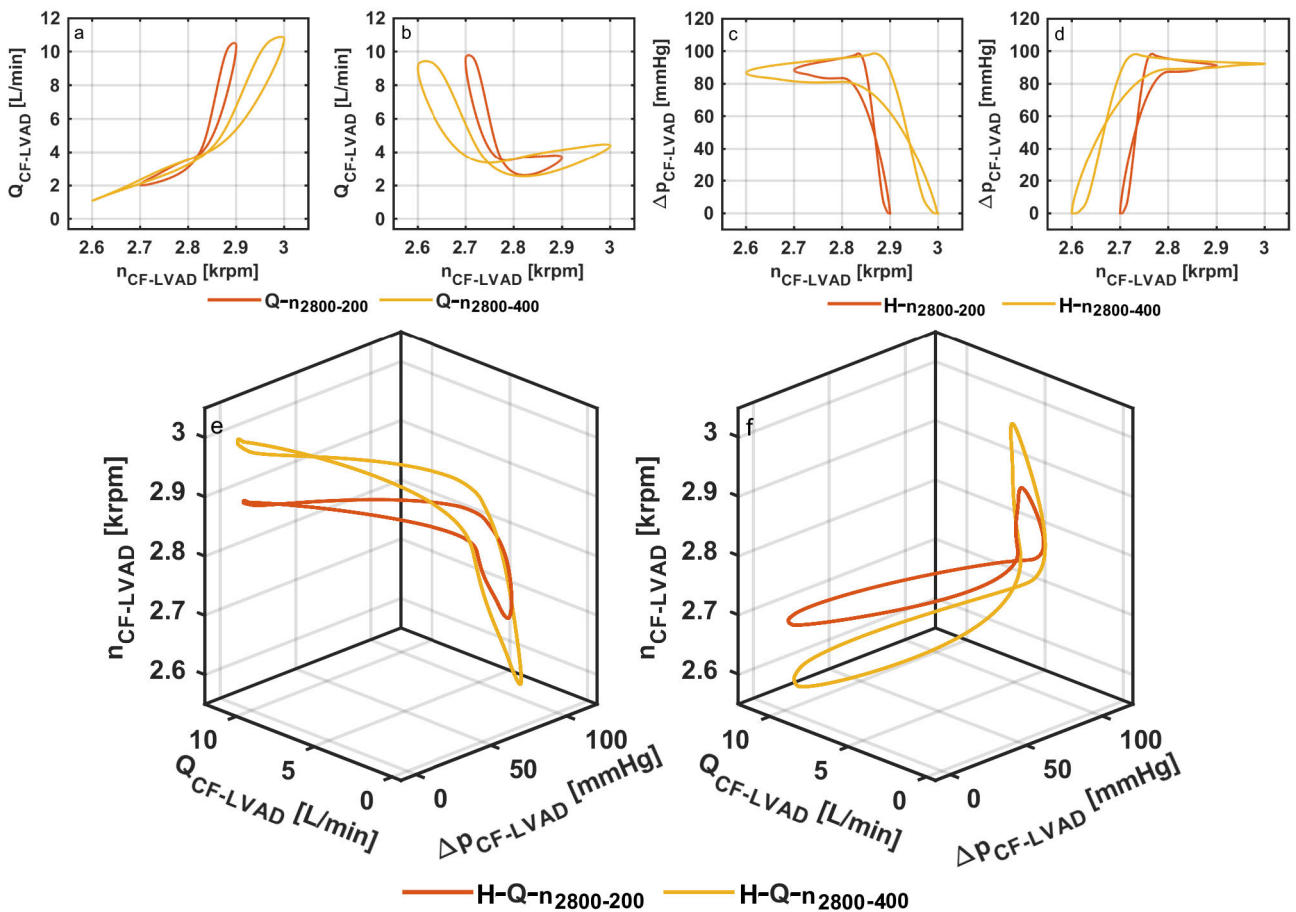 a
12
10
8
6
4
2
0
Q_CF-LVAD [L/min]
2.6 2.7 2.8 2.9 3
n_CF-LVAD [krpm]
b
12
10
8
6
4
2
0
Q_CF-LVAD [L/min]
2.6 2.7 2.8 2.9 3
n_CF-LVAD [krpm]
c
120
100
80
60
40
20
0
Δp_CF-LVAD [mmHg]
2.6 2.7 2.8 2.9 3
n_CF-LVAD [krpm]
d
120
100
80
60
40
20
0
Δp_CF-LVAD [mmHg]
2.6 2.7 2.8 2.9 3
n_CF-LVAD [krpm]
Q-n_2800-200 Q-n_2800-400
H-n_2800-200 H-n_2800-400
e
3
2.9
2.8
2.7
2.6
n_CF-LVAD [krpm]
10 5 0
Q_CF-LVAD [L/min]
0 50 100
Δp_CF-LVAD [mmHg]
f
3
2.9
2.8
2.7
2.6
n_CF-LVAD [krpm]
10 5 0
Q_CF-LVAD [L/min]
0 50 100
Δp_CF-LVAD [mmHg]
H-Q-n_2800-200 H-Q-n_2800-400